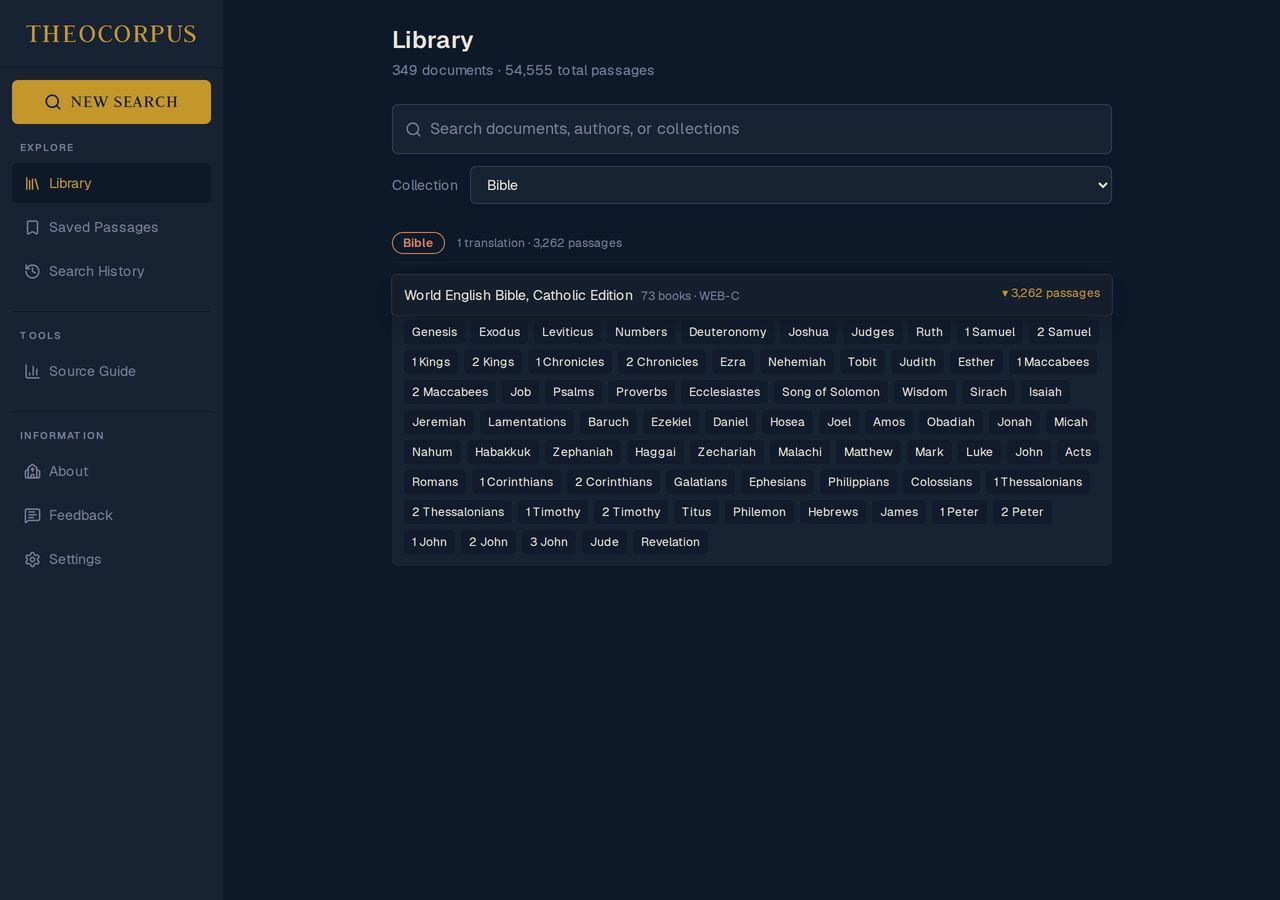 THEOCORPUS
NEW SEARCH
EXPLORE
Library
Saved Passages
Search History
TOOLS
Source Guide
INFORMATION
About
Feedback
Settings
Library
349 documents · 54,555 total passages
Search documents, authors, or collections
Collection Bible
Bible 1 translation · 3,262 passages
World English Bible, Catholic Edition 73 books · WEB-C ▾ 3,262 passages
Genesis Exodus Leviticus Numbers Deuteronomy Joshua Judges Ruth 1 Samuel 2 Samuel
1 Kings 2 Kings 1 Chronicles 2 Chronicles Ezra Nehemiah Tobit Judith Esther 1 Maccabees
2 Maccabees Job Psalms Proverbs Ecclesiastes Song of Solomon Wisdom Sirach Isaiah
Jeremiah Lamentations Baruch Ezekiel Daniel Hosea Joel Amos Obadiah Jonah Micah
Nahum Habakkuk Zephaniah Haggai Zechariah Malachi Matthew Mark Luke John Acts
Romans 1 Corinthians 2 Corinthians Galatians Ephesians Philippians Colossians 1 Thessalonians
2 Thessalonians 1 Timothy 2 Timothy Titus Philemon Hebrews James 1 Peter 2 Peter
1 John 2 John 3 John Jude Revelation